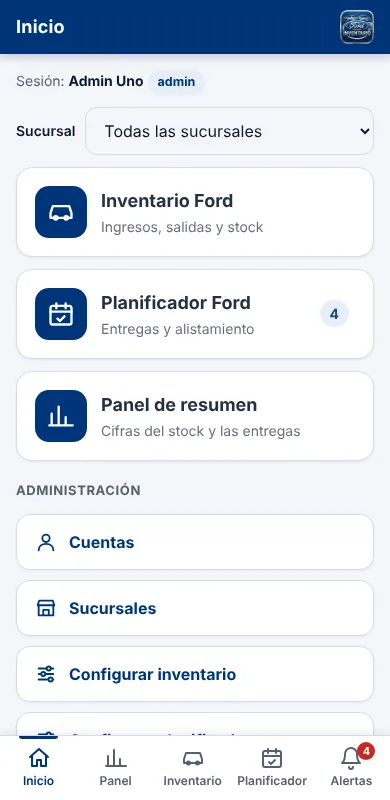 Inicio
Ford
INVENTARIO
Sesión: Admin Uno admin
Sucursal Todas las sucursales
Inventario Ford
Ingresos, salidas y stock
Planificador Ford
Entregas y alistamiento
4
Panel de resumen
Cifras del stock y las entregas
ADMINISTRACIÓN
Cuentas
Sucursales
Configurar inventario
4
Inicio Panel Inventario Planificador Alertas